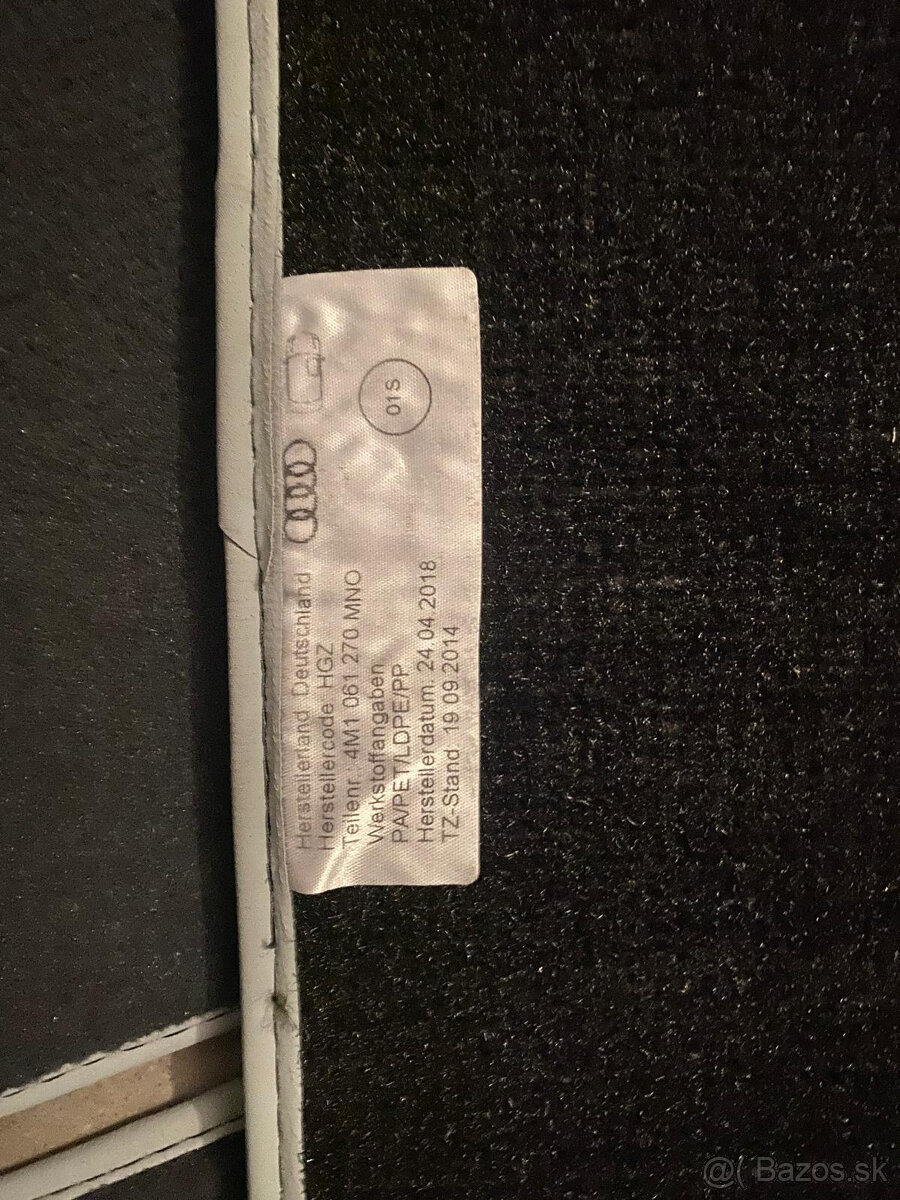 Herstellerland Deutschland
Herstellercode HGZ
Teilenr. 4M1 061 270 MNO
Werkstoffangaben
PA/PET/LDPE/PP
Herstellerdatum. 24.04.2018
TZ-Stand 19.09.2014
01S
@( Bazos.sk